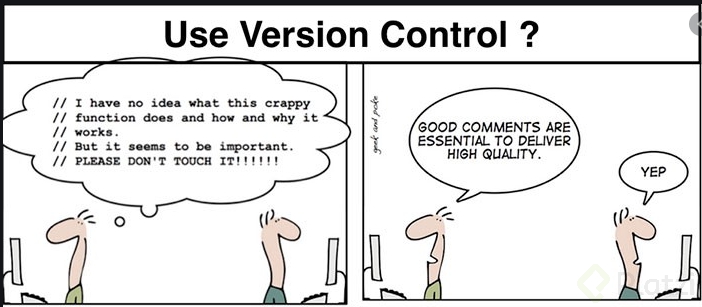 Use Version Control ?
// I have no idea what this crappy
// function does and how and why it
// works.
// But it seems to be important.
// PLEASE DON'T TOUCH IT!!!!!!
geek and poke
GOOD COMMENTS ARE
ESSENTIAL TO DELIVER
HIGH QUALITY.
YEP